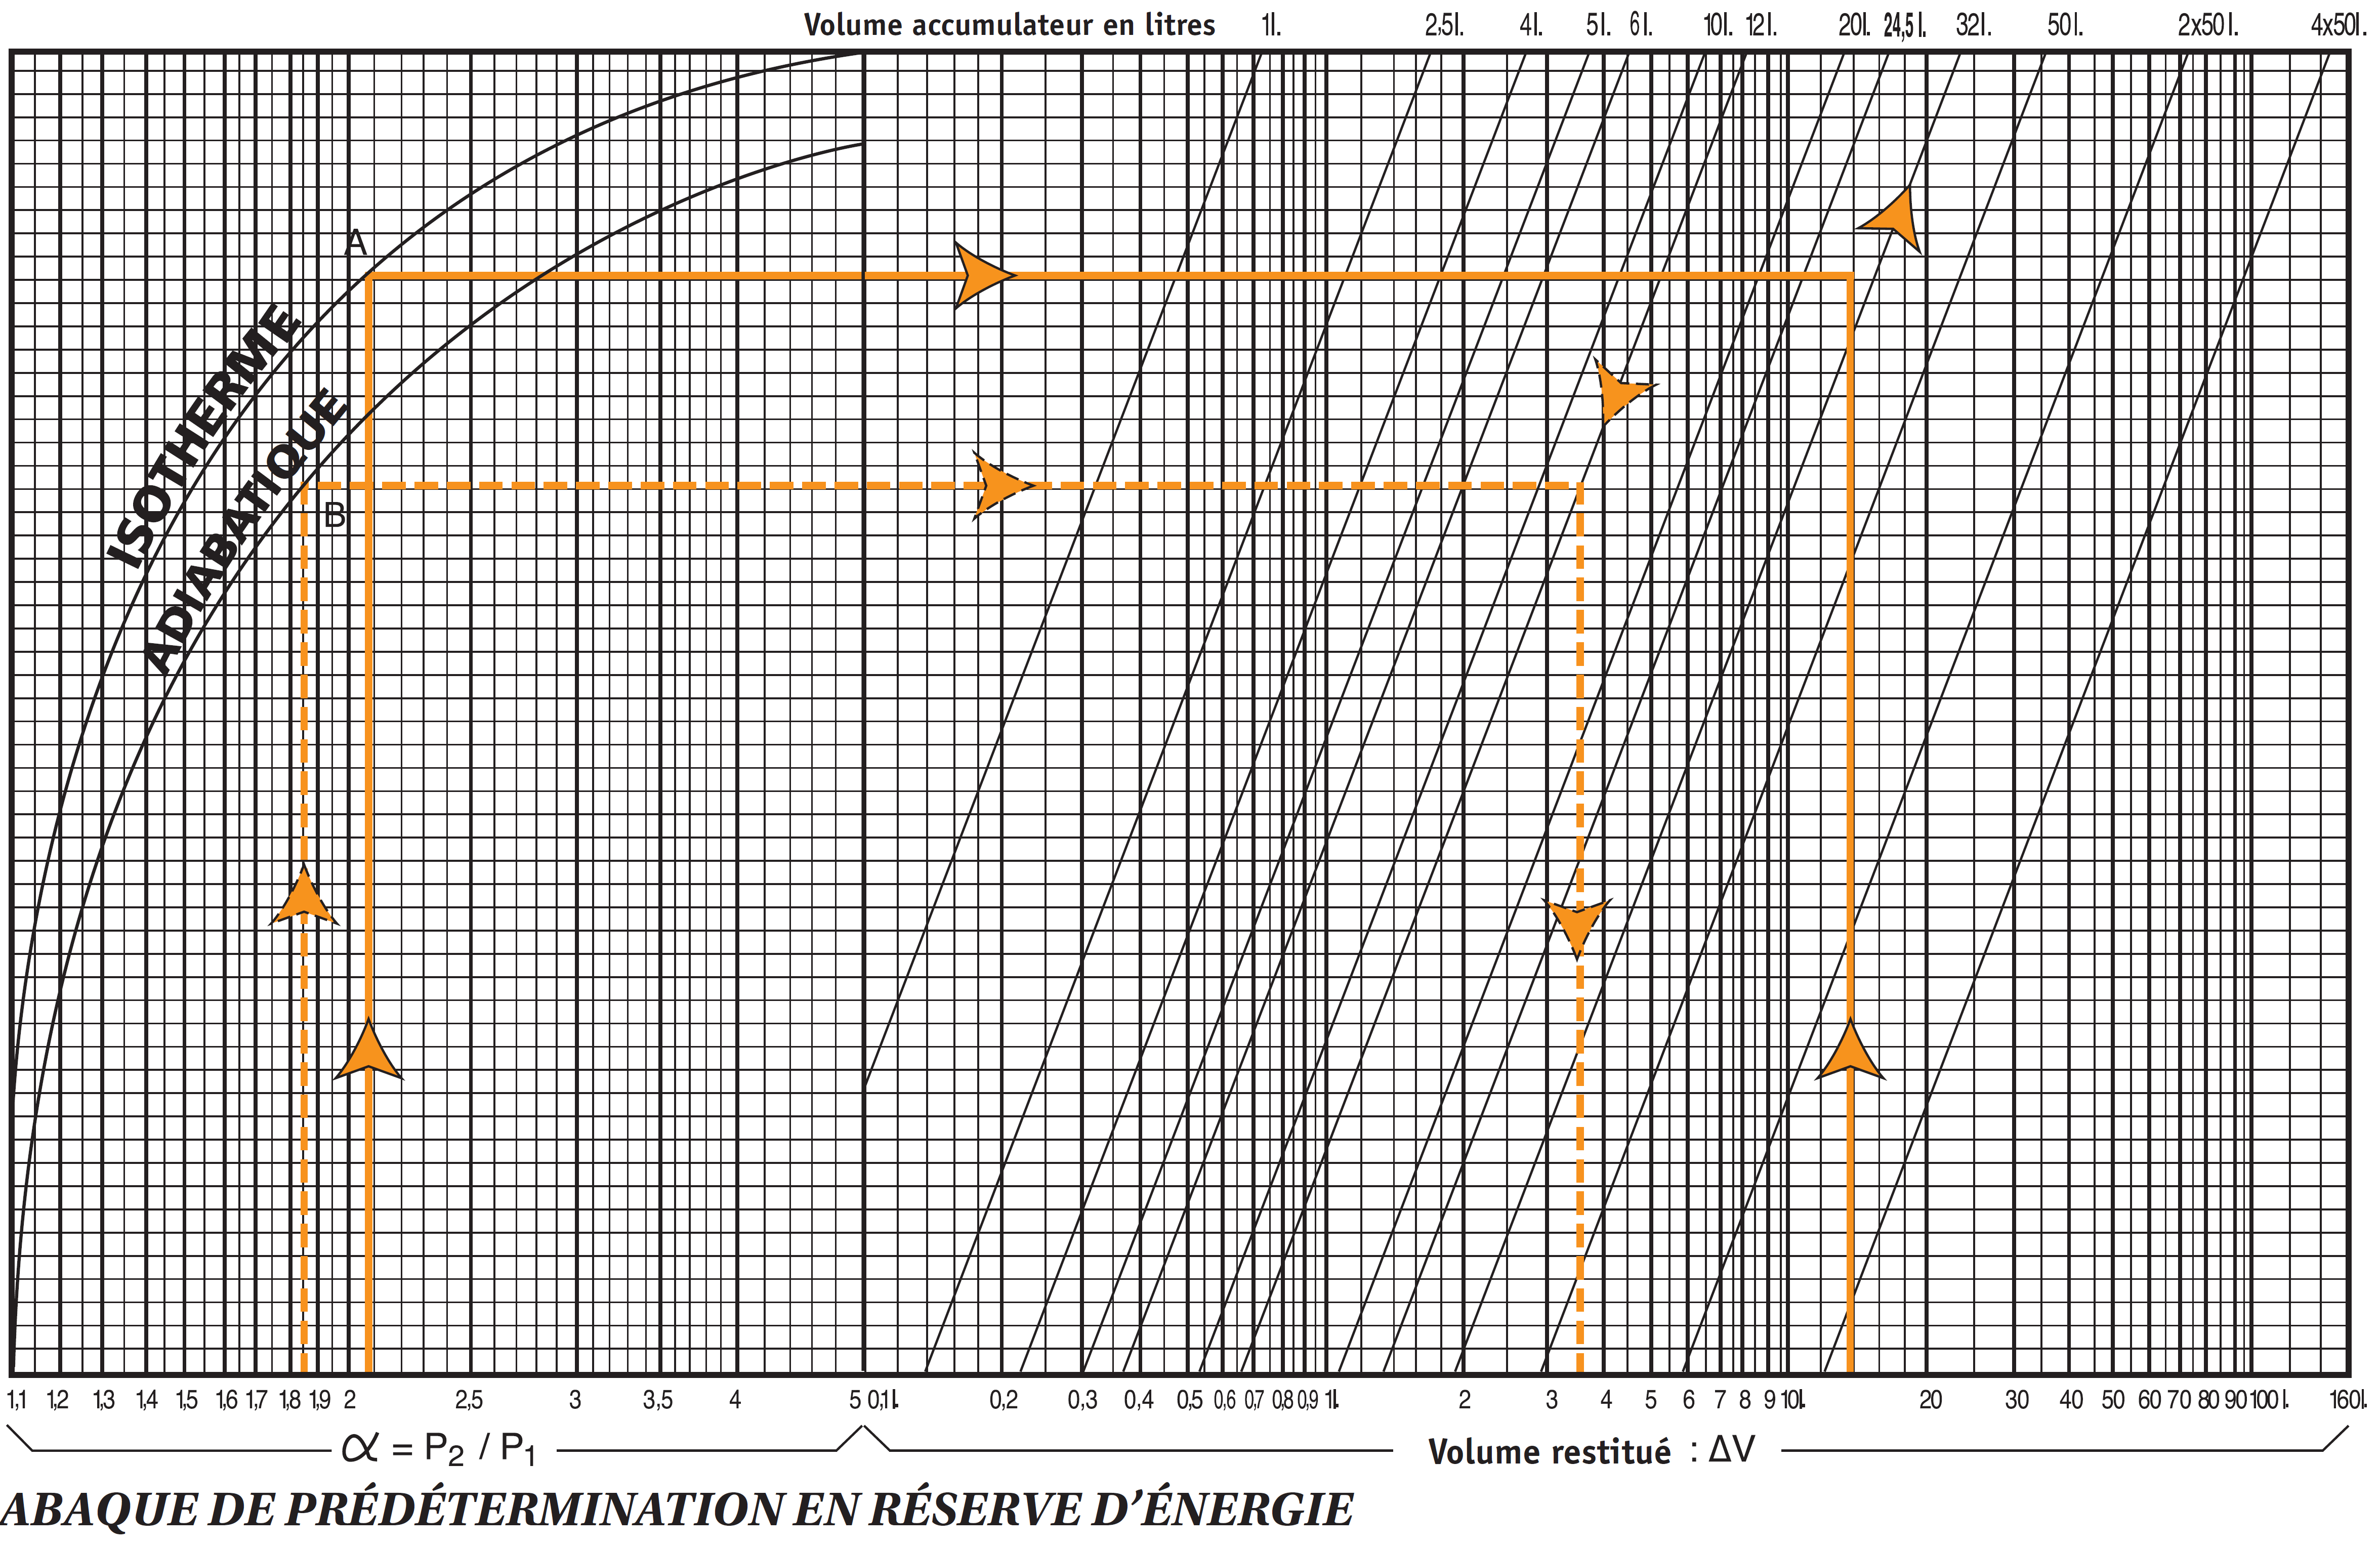 Volume accumulateur en litres 1l. 2,5l. 4l. 5l. 6l. 10l. 12l. 20l. 24,5l. 32l. 50l. 2x50l. 4x50l.
A
ISOTHERME
ADIABATIQUE
B
1,1 1,2 1,3 1,4 1,5 1,6 1,7 1,8 1,9 2 2,5 3 3,5 4 5 0,1l. 0,2 0,3 0,4 0,5 0,6 0,7 0,8 0,9 1l. 2 3 4 5 6 7 8 9 10l. 20 30 40 50 60 70 80 90 100l. 160l.
α = P2 / P1 Volume restitué : ΔV
ABAQUE DE PRÉDÉTERMINATION EN RÉSERVE D’ÉNERGIE